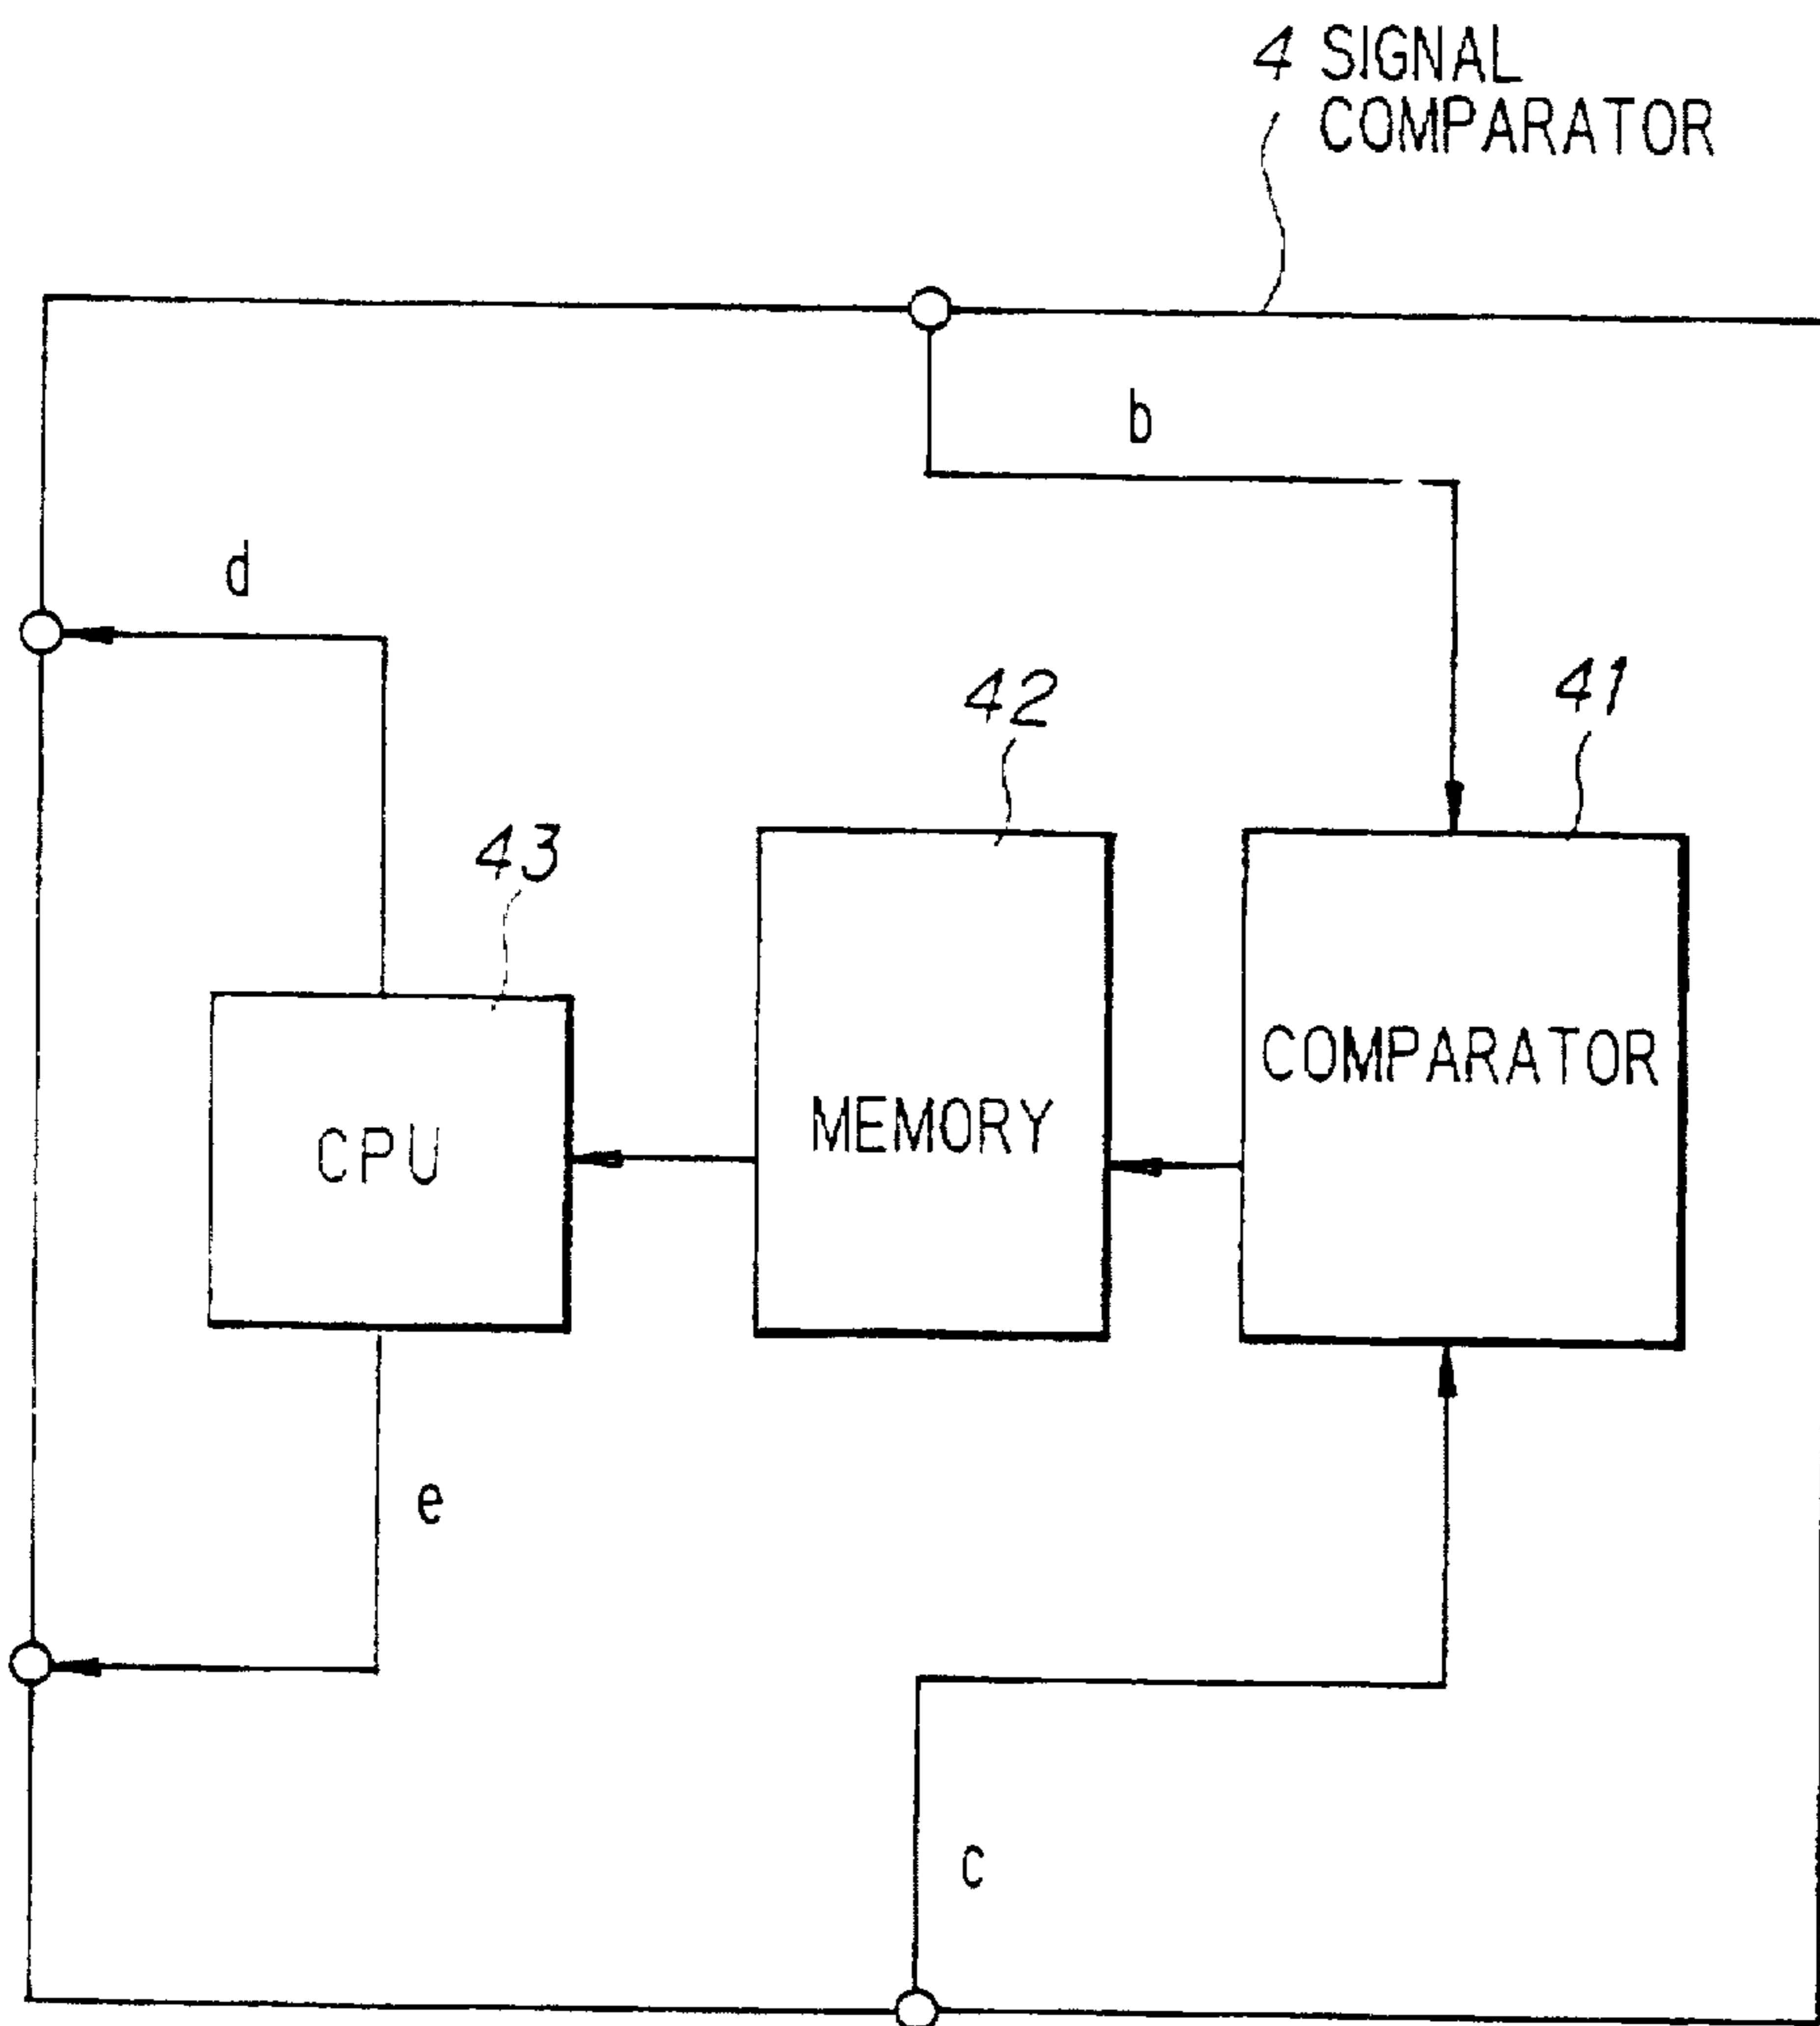 4 SIGNAL
COMPARATOR
b
d
42
41
43
COMPARATOR
MEMORY
CPU
e
c